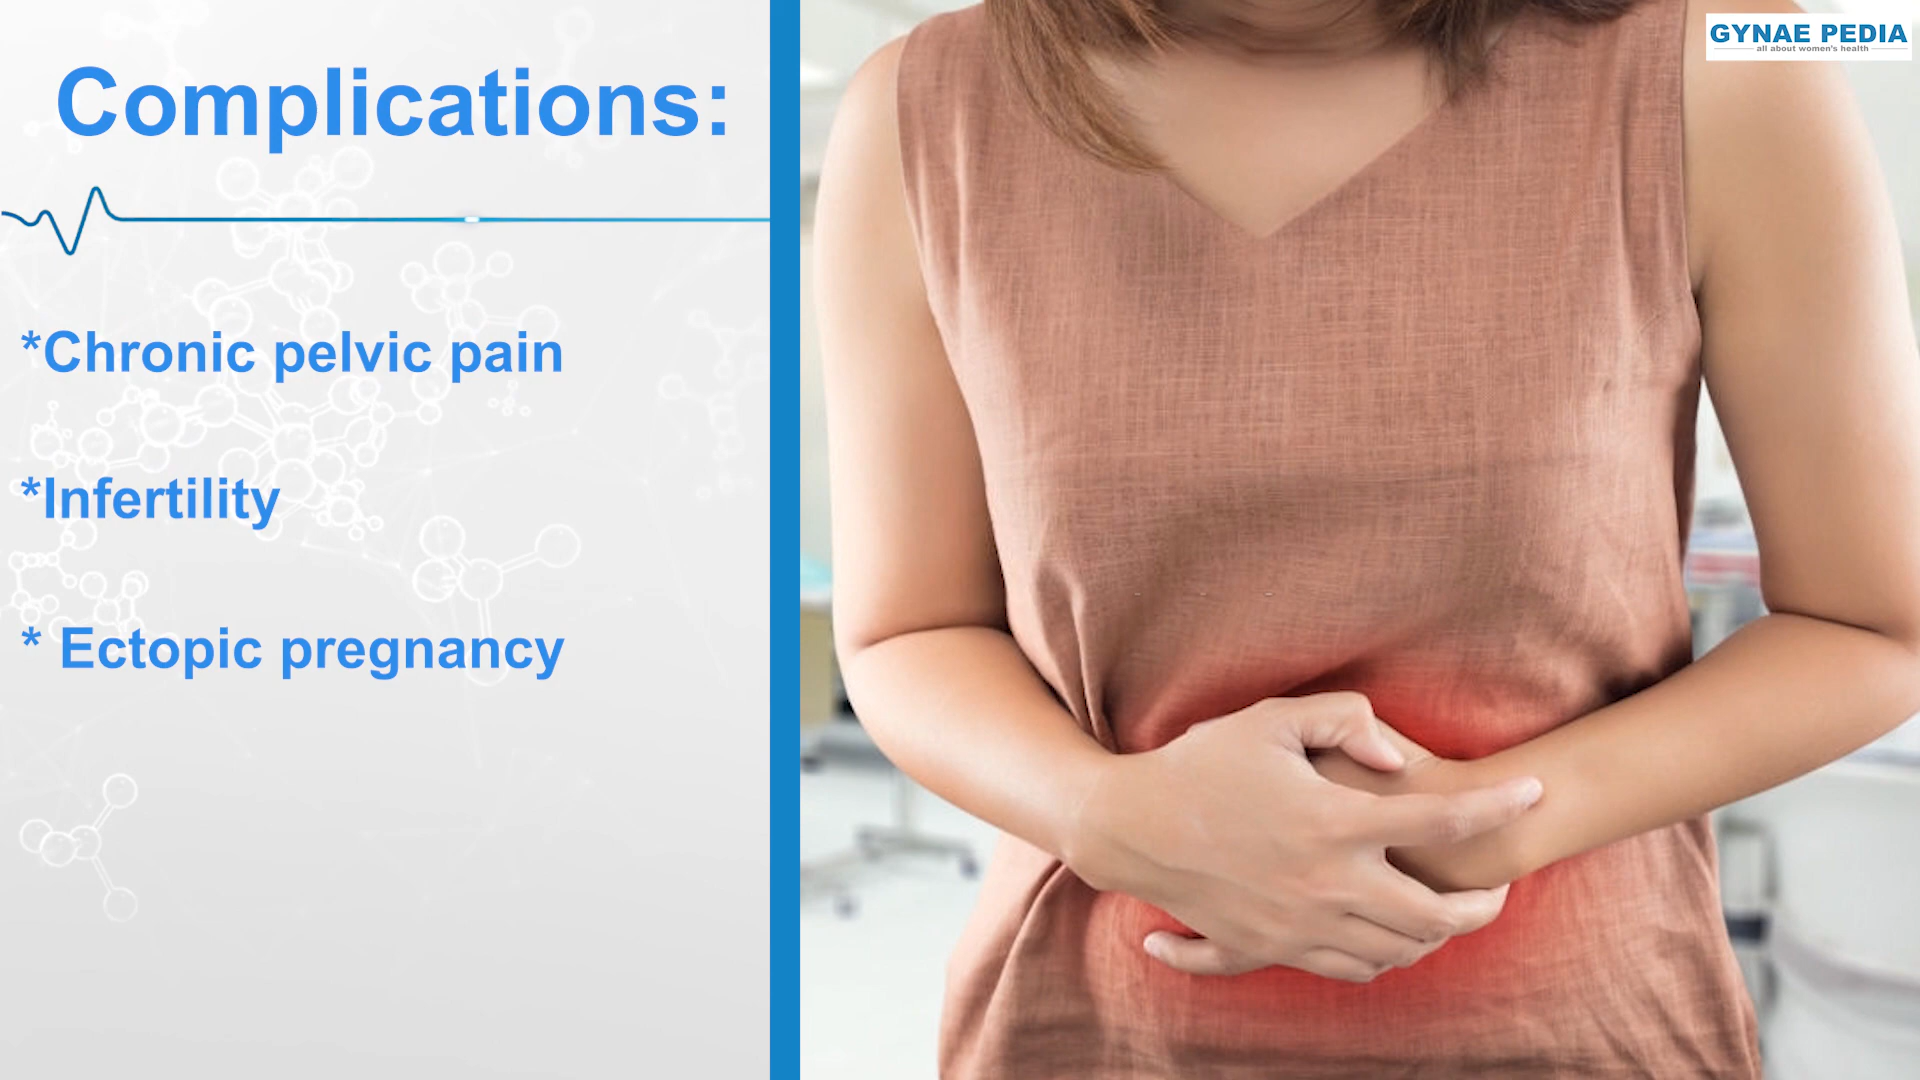 Complications:
*Chronic pelvic pain
*Infertility
* Ectopic pregnancy
GYNAE PEDIA
all about women's health